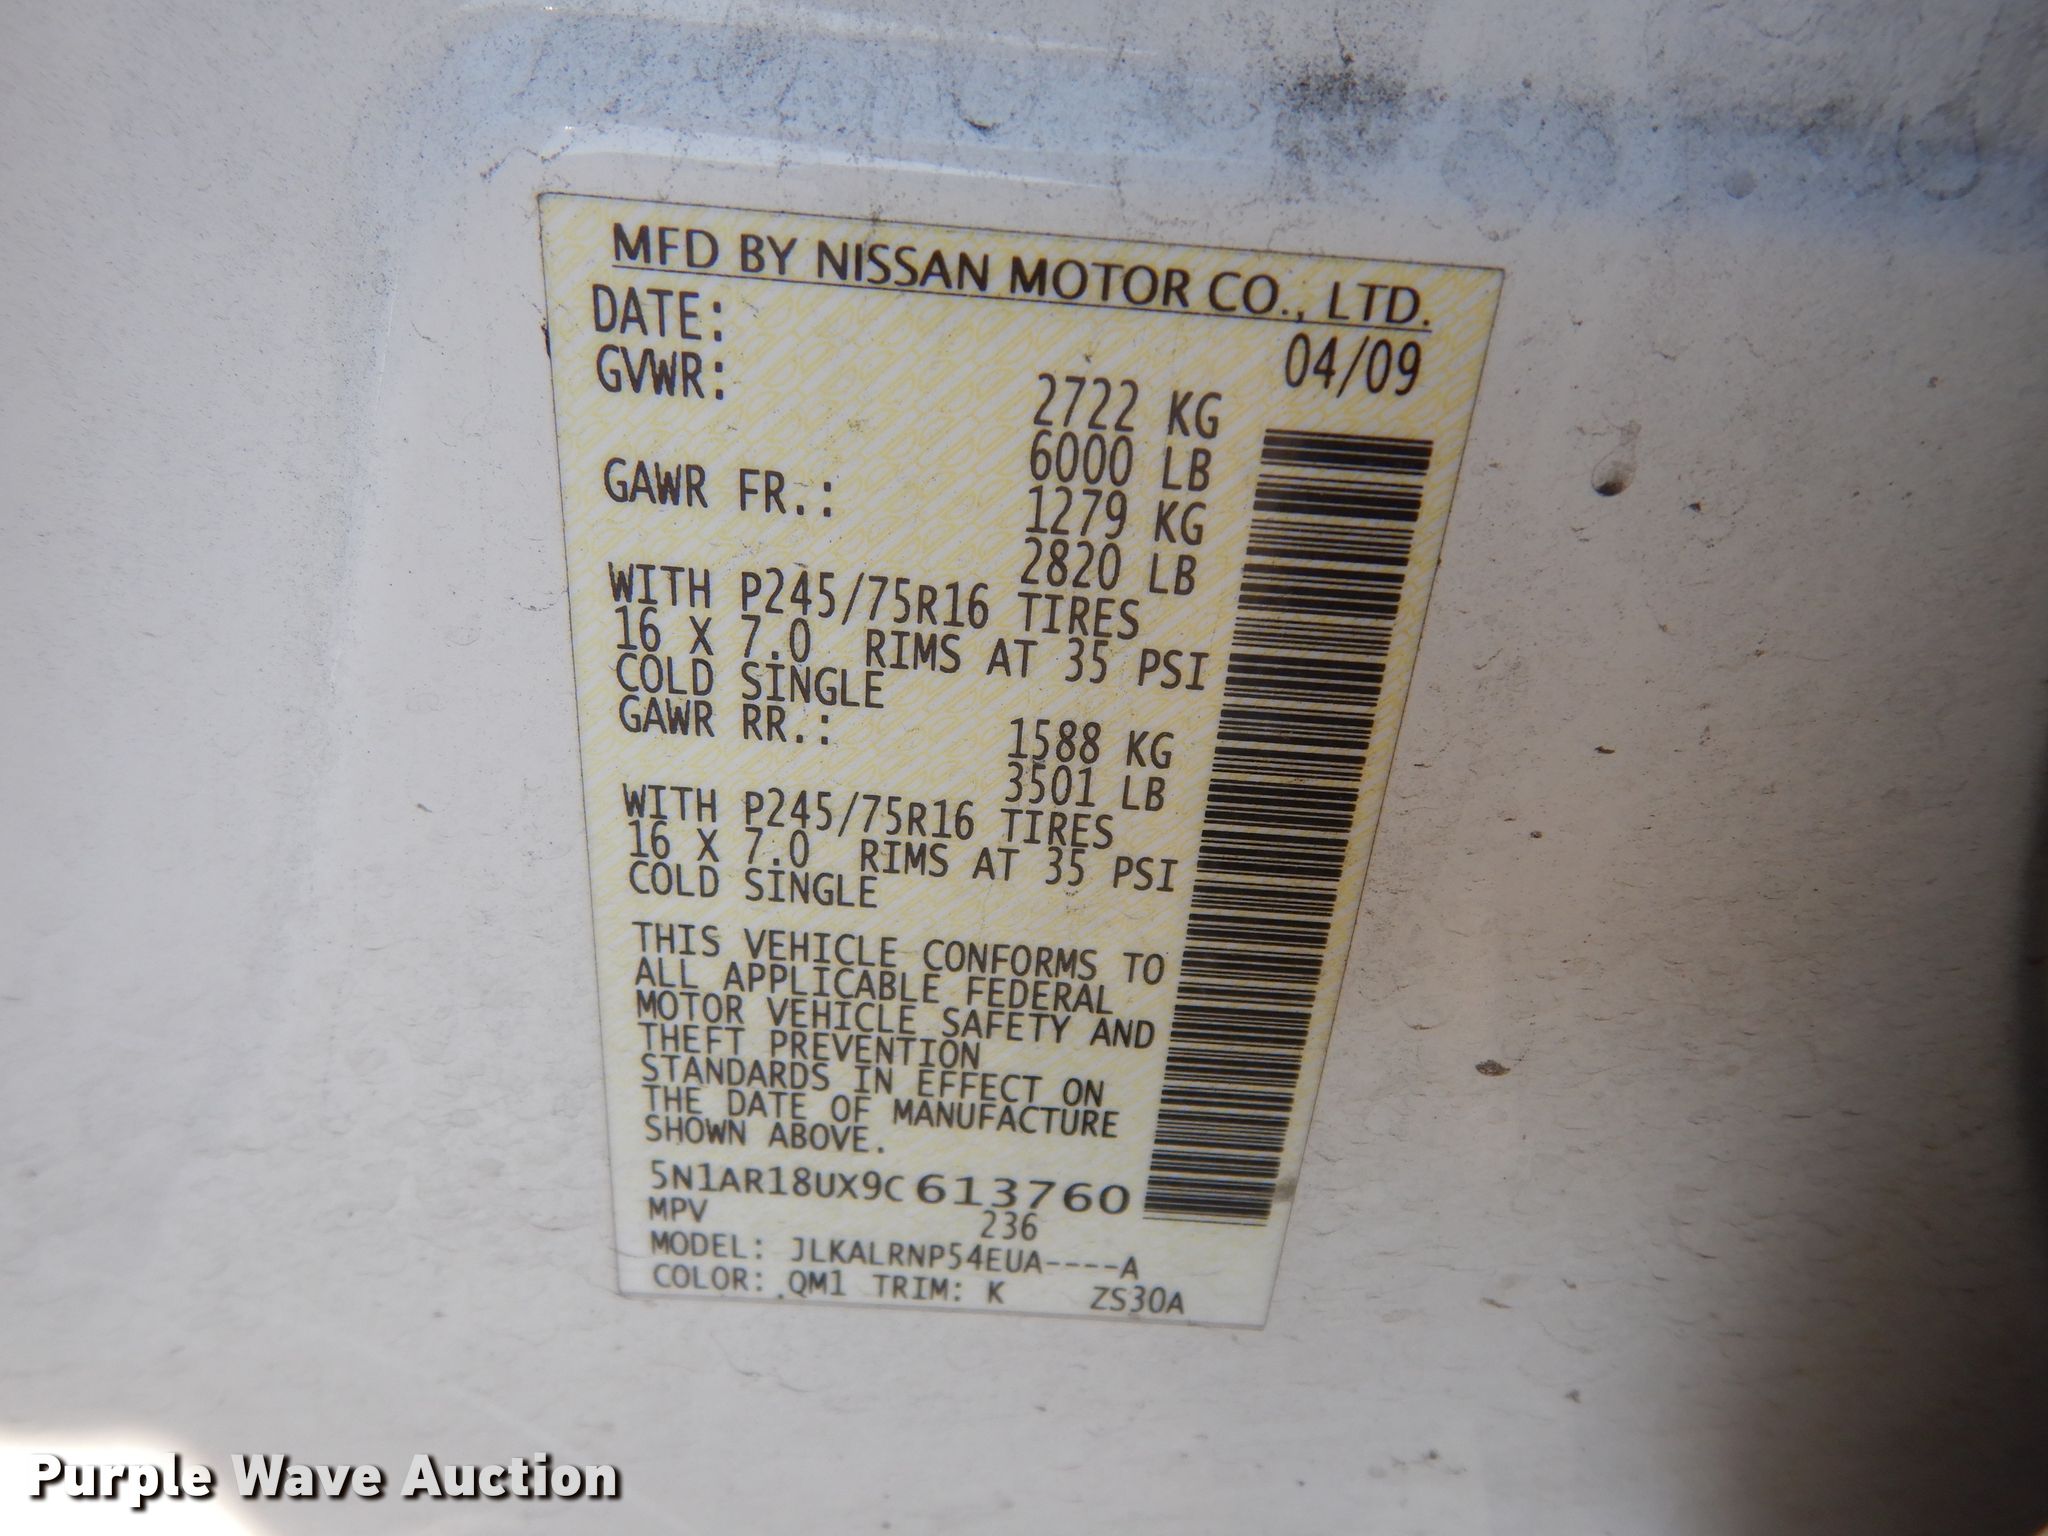 MFD BY NISSAN MOTOR CO., LTD.
DATE: 04/09
GVWR: 2722 KG
6000 LB
GAWR FR.: 1279 KG
2820 LB
WITH P245/75R16 TIRES
16 X 7.0 RIMS AT 35 PSI
COLD SINGLE
GAWR RR.: 1588 KG
3501 LB
WITH P245/75R16 TIRES
16 X 7.0 RIMS AT 35 PSI
COLD SINGLE
THIS VEHICLE CONFORMS TO
ALL APPLICABLE FEDERAL
MOTOR VEHICLE SAFETY AND
THEFT PREVENTION
STANDARDS IN EFFECT ON
THE DATE OF MANUFACTURE
SHOWN ABOVE.
5N1AR18UX9C613760
MPV 236
MODEL: JLKALRNP54EUA----A
COLOR: QM1 TRIM: K ZS30A
Purple Wave Auction